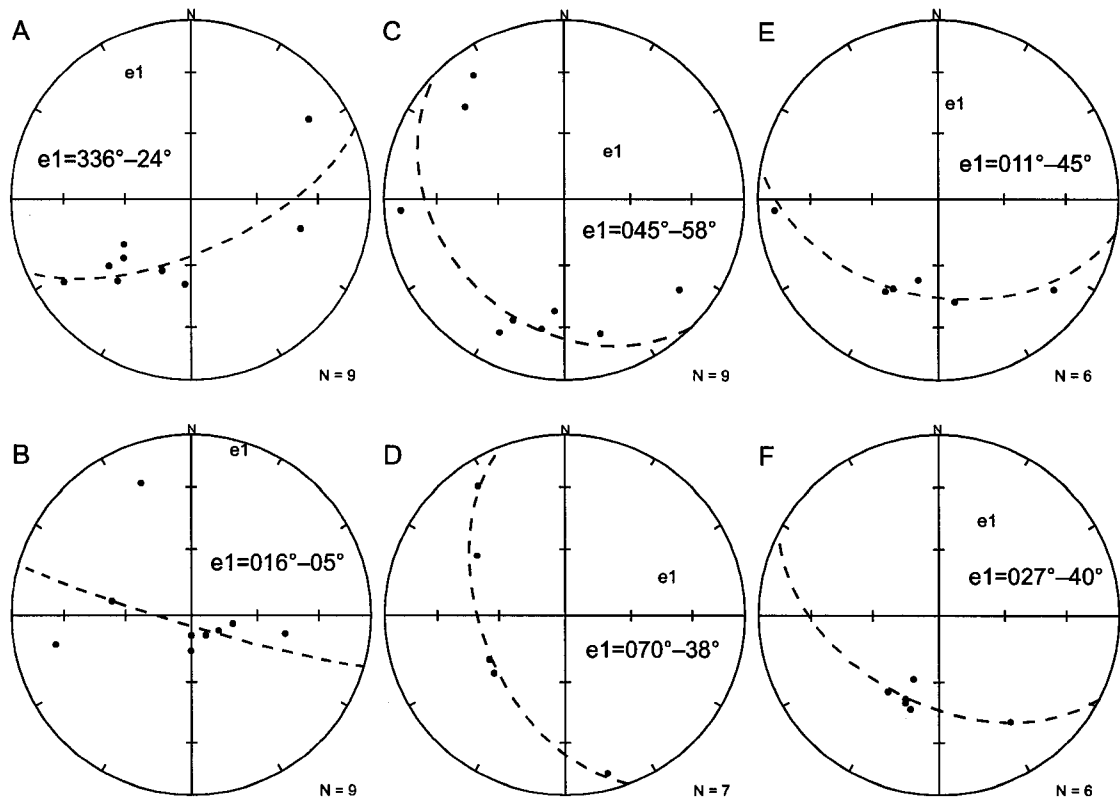 A
N
e1
e1=336°–24°
N = 9
C
N
e1
e1=045°–58°
N = 9
E
N
e1
e1=011°–45°
N = 6
B
N
e1
e1=016°–05°
N = 9
D
N
e1
e1=070°–38°
N = 7
F
N
e1
e1=027°–40°
N = 6